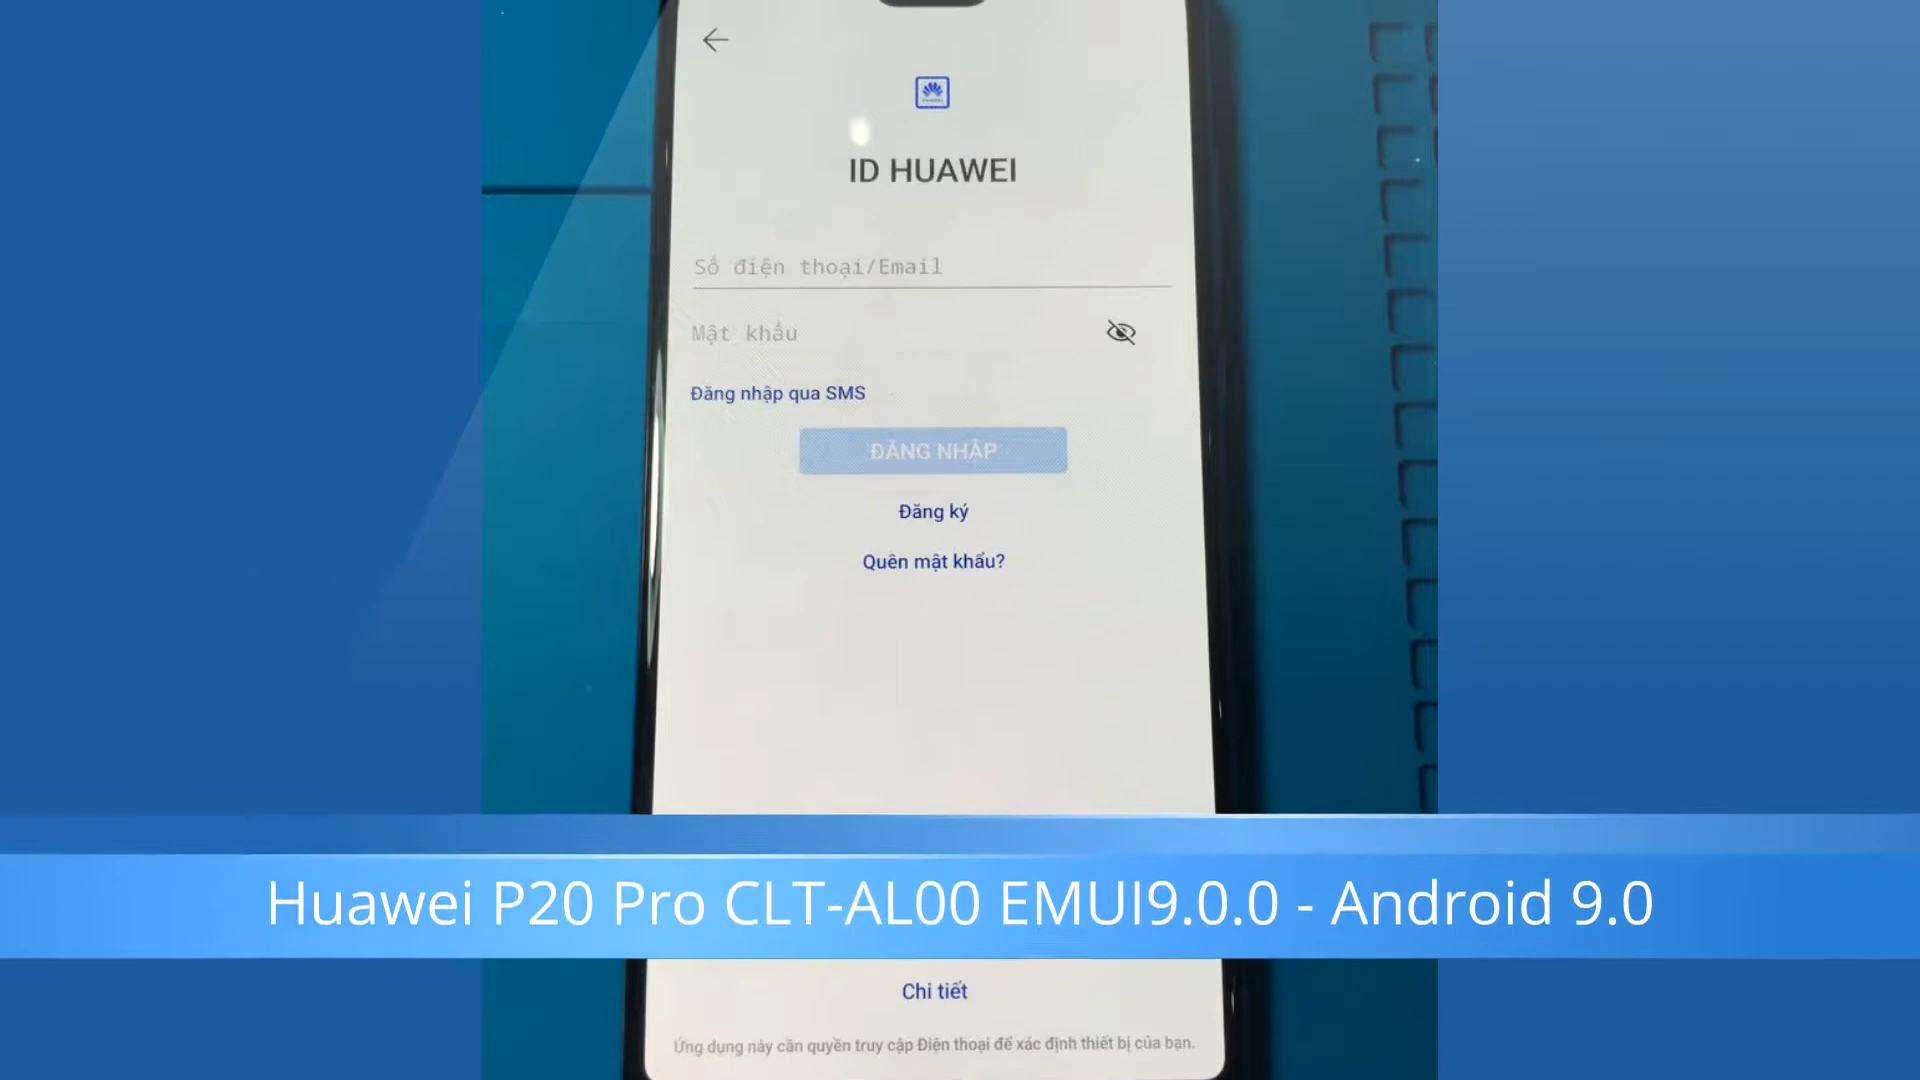 ID HUAWEI
Số điện thoại/Email
Mật khẩu
Đăng nhập qua SMS
ĐĂNG NHẬP
Đăng ký
Quên mật khẩu?
Huawei P20 Pro CLT-AL00 EMUI9.0.0 - Android 9.0
Chi tiết
Ứng dụng này cần quyền truy cập Điện thoại để xác định thiết bị của bạn.